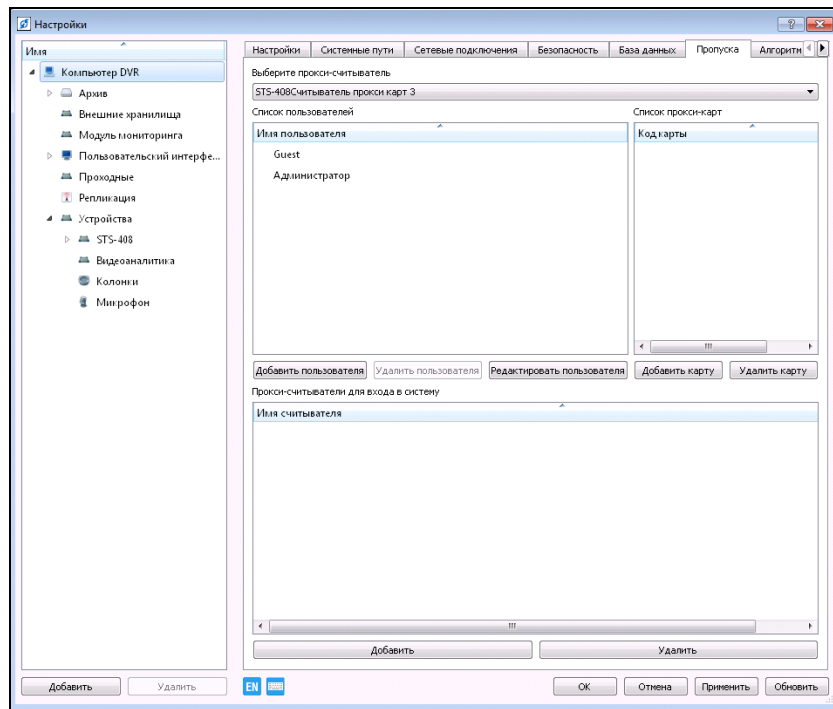 Настройки
Имя
Компьютер DVR
Архив
Внешние хранилища
Модуль мониторинга
Пользовательский интерфе...
Проходные
Репликация
Устройства
STS-408
Видеоаналитика
Колонки
Микрофон
Добавить Удалить
Настройки Системные пути Сетевые подключения Безопасность База данных Пропуска Алгоритм
Выберите прокси-считыватель
STS-408Считыватель прокси карт 3
Список пользователей Список прокси-карт
Имя пользователя Код карты
Guest
Администратор
Добавить пользователя Удалить пользователя Редактировать пользователя Добавить карту Удалить карту
Прокси-считыватели для входа в систему
Имя считывателя
Добавить Удалить
EN OK Отмена Применить Обновить